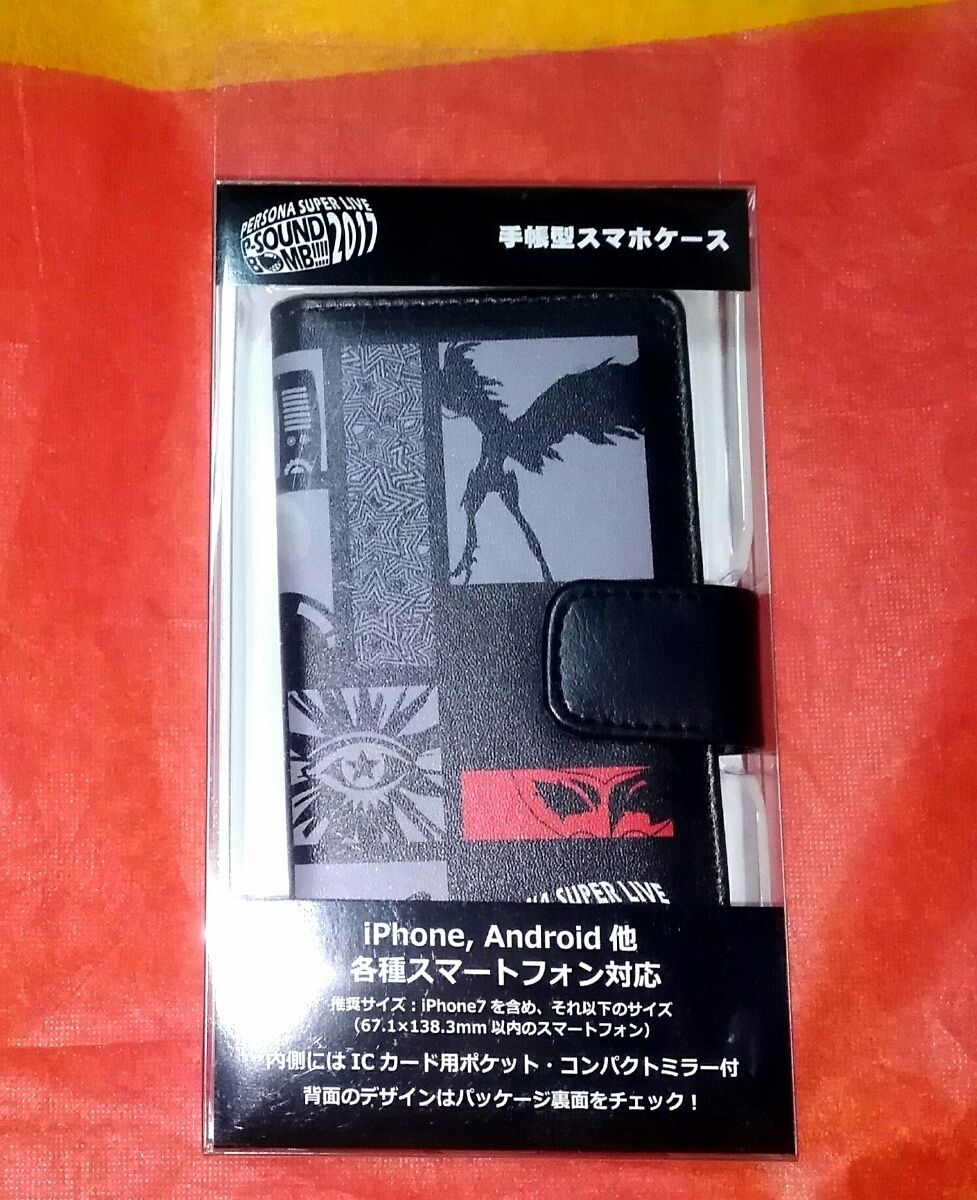 PERSONA SUPER LIVE
P-SOUND
BOMB!!!! 2017
手帳型スマホケース
SUPER LIVE
iPhone, Android 他
各種スマートフォン対応
推奨サイズ：iPhone7 を含め、それ以下のサイズ
（67.1×138.3mm 以内のスマートフォン）
内側には IC カード用ポケット・コンパクトミラー付
背面のデザインはパッケージ裏面をチェック！